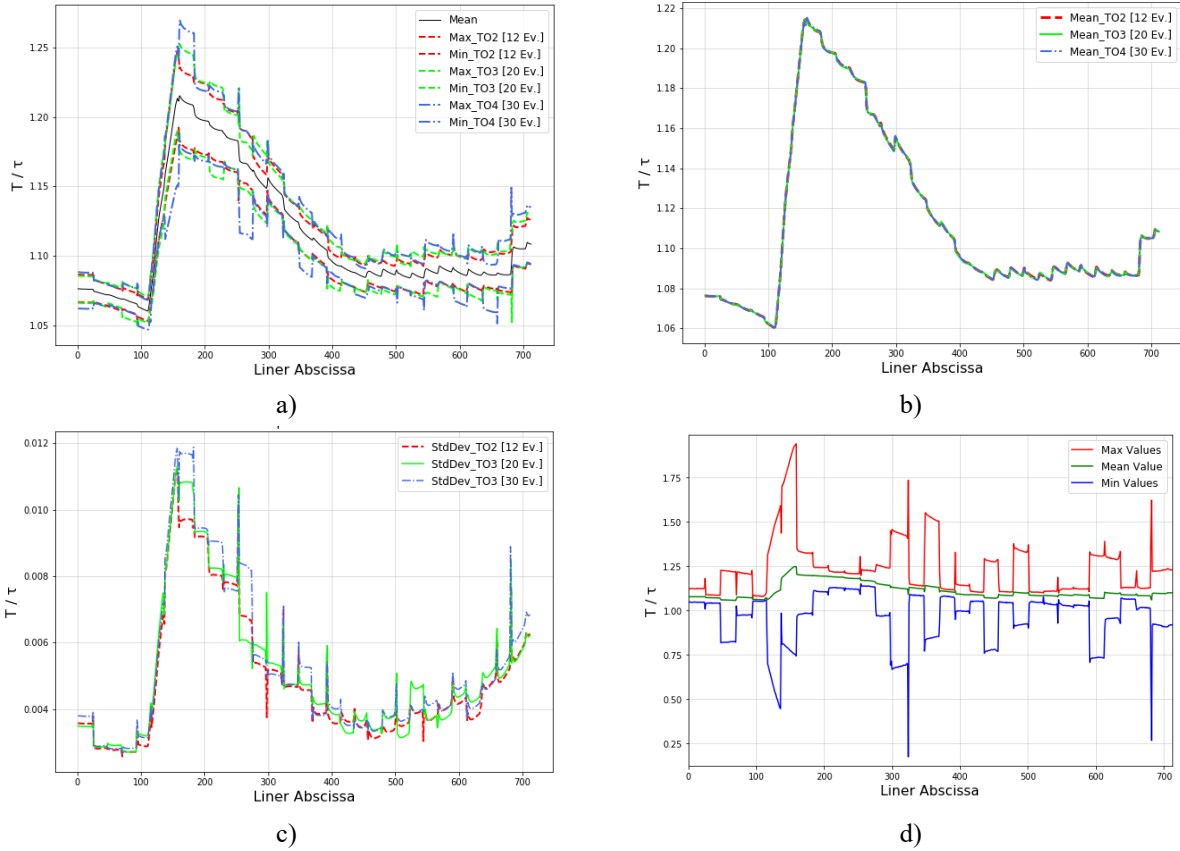 1.25
1.20
1.15
1.10
1.05
T / τ
0 100 200 300 400 500 600 700
Liner Abscissa
Mean
Max_TO2 [12 Ev.]
Min_TO2 [12 Ev.]
Max_TO3 [20 Ev.]
Min_TO3 [20 Ev.]
Max_TO4 [30 Ev.]
Min_TO4 [30 Ev.]
a)
1.22
1.20
1.18
1.16
1.14
1.12
1.10
1.08
1.06
T / τ
0 100 200 300 400 500 600 700
Liner Abscissa
Mean_TO2 [12 Ev.]
Mean_TO3 [20 Ev.]
Mean_TO4 [30 Ev.]
b)
0.012
0.010
0.008
0.006
0.004
T / τ
0 100 200 300 400 500 600 700
Liner Abscissa
StdDev_TO2 [12 Ev.]
StdDev_TO3 [20 Ev.]
StdDev_TO3 [30 Ev.]
c)
1.75
1.50
1.25
1.00
0.75
0.50
0.25
T / τ
0 100 200 300 400 500 600 700
Liner Abscissa
Max Values
Mean Value
Min Values
d)